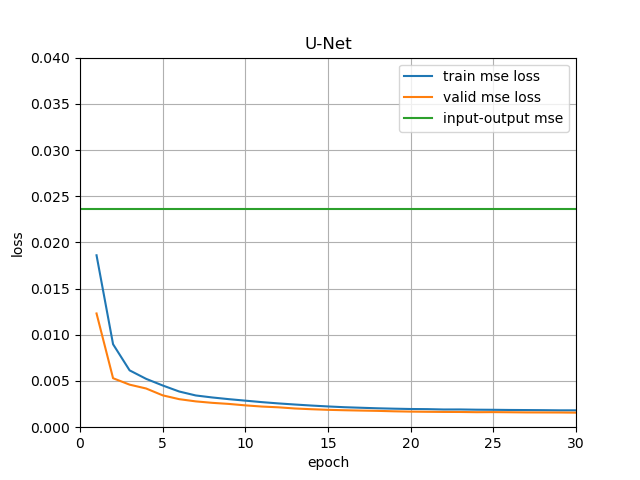 U-Net
0.040
0.035
0.030
0.025
0.020
0.015
0.010
0.005
0.000
loss
train mse loss
valid mse loss
input-output mse
0 5 10 15 20 25 30
epoch